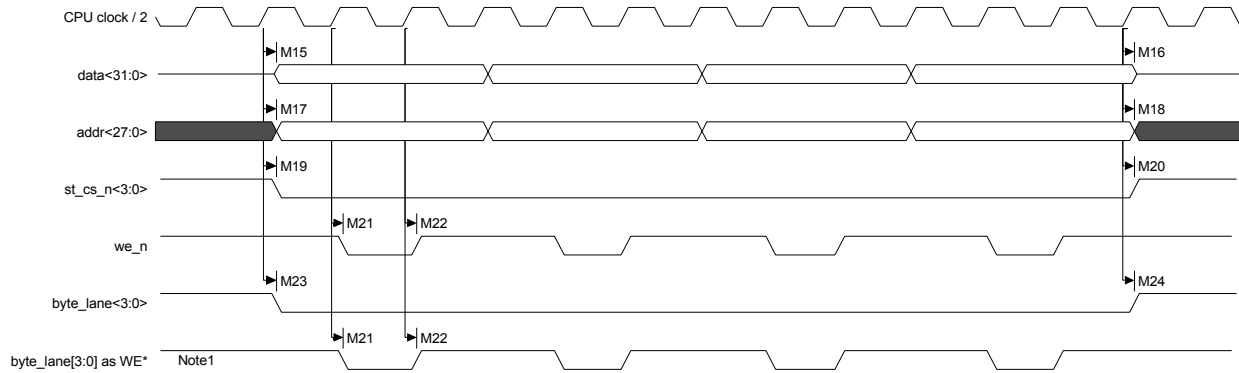 CPU clock / 2
M15 M16
data<31:0>
M17 M18
addr<27:0>
M19 M20
st_cs_n<3:0>
M21 M22
we_n
M23 M24
byte_lane<3:0>
M21 M22
byte_lane[3:0] as WE* Note1